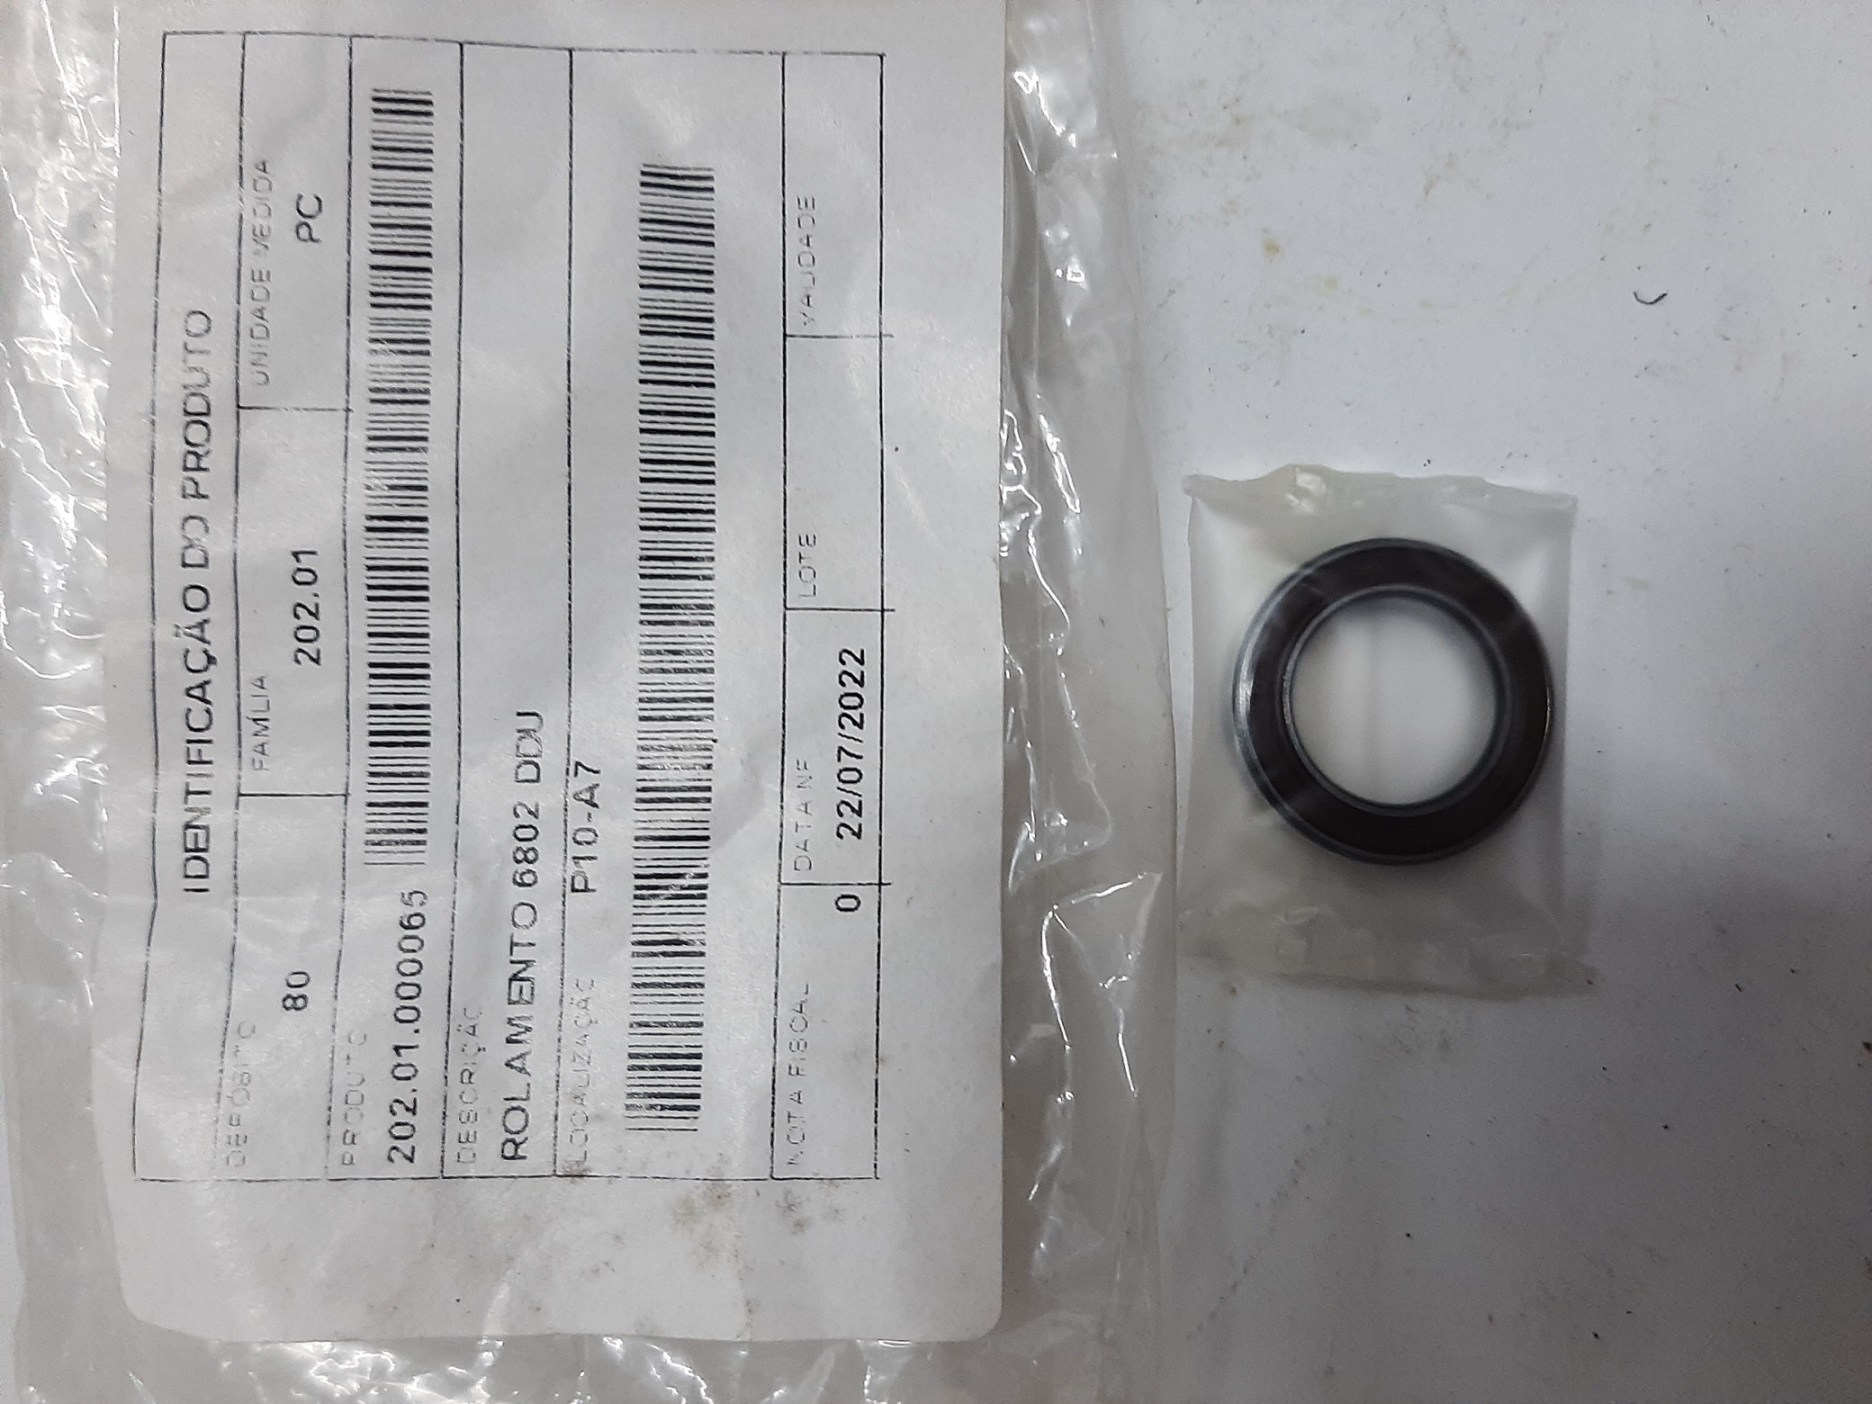 IDENTIFICAÇÃO DO PRODUTO
DEPÓSITO
80
FAMÍLIA
202.01
UNIDADE MEDIDA
PC
PRODUTO
202.01.000065
DESCRIÇÃO
ROLAMENTO 6802 DDU
LOCALIZAÇÃO
P10-A7
NOTA FISCAL
0
DATA NF
22/07/2022
LOTE
VALIDADE